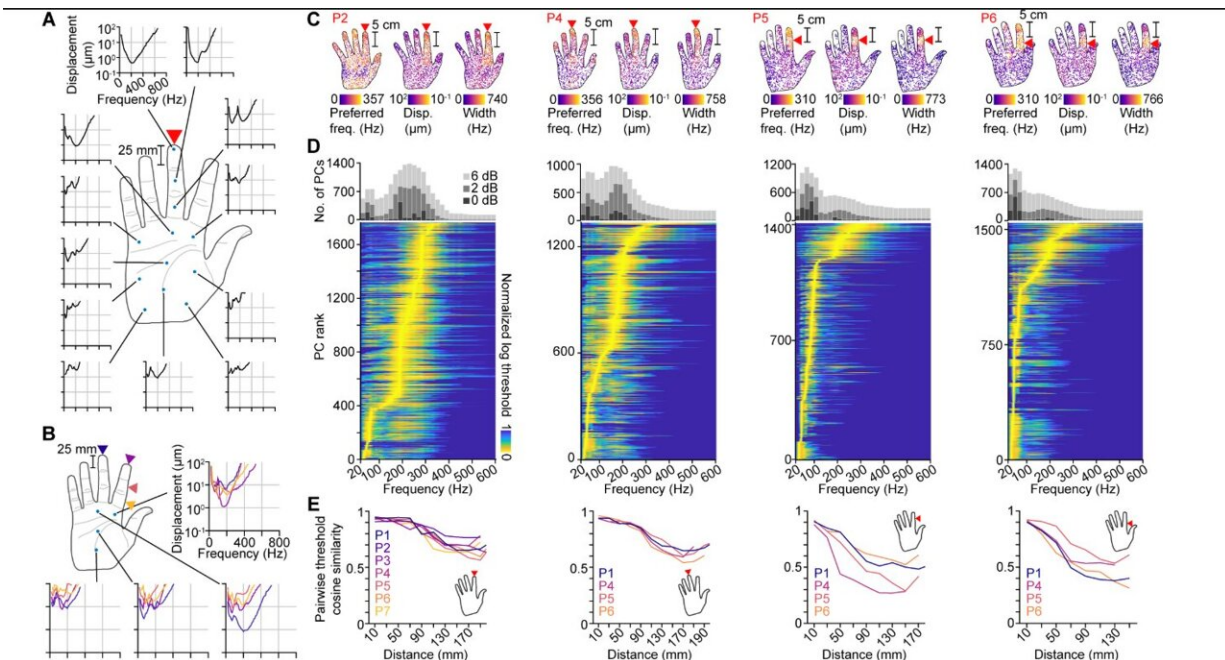 A
Displacement
(µm)
10²
10¹
10⁰
10⁻¹
0 400 800
Frequency (Hz)
25 mm
B
25 mm
Displacement (µm)
10²
10¹
10⁰
10⁻¹
0 400 800
Frequency (Hz)
C
P2 5 cm
0 357 10² 10⁻¹ 0 740
Preferred Disp. Width
freq. (Hz) (µm) (Hz)
P4 5 cm
0 356 10² 10⁻¹ 0 758
Preferred Disp. Width
freq. (Hz) (µm) (Hz)
P5 5 cm
0 310 10² 10⁻¹ 0 773
Preferred Disp. Width
freq. (Hz) (µm) (Hz)
P6 5 cm
0 310 10² 10⁻¹ 0 766
Preferred Disp. Width
freq. (Hz) (µm) (Hz)
D
No. of PCs
1400
700
0
6 dB
2 dB
0 dB
PC rank
1600
1200
800
400
0
20 100 200 300 400 500 600
Frequency (Hz)
Normalized log threshold
0 1
1000
500
0
1200
600
0
20 100 200 300 400 500 600
Frequency (Hz)
1200
600
0
1400
700
0
20 100 200 300 400 500 600
Frequency (Hz)
1400
700
0
1500
750
0
20 100 200 300 400 500 600
Frequency (Hz)
E
Pairwise threshold
cosine similarity
1
0.5
0
P1
P2
P3
P4
P5
P6
P7
10 50 90 130 170
Distance (mm)
1
0.5
0
P1
P4
P5
P6
10 50 70 110 150 190
Distance (mm)
1
0.5
0
P1
P4
P5
P6
10 50 90 130 170
Distance (mm)
1
0.5
0
P1
P4
P5
P6
10 50 90 130
Distance (mm)